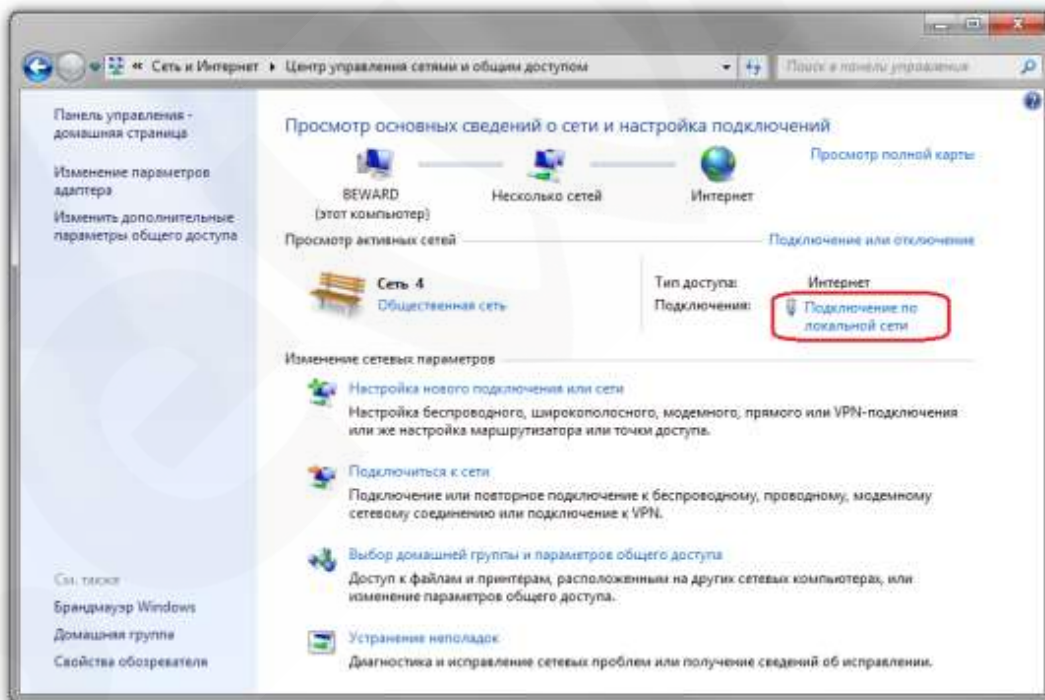 « Сеть и Интернет ▸ Центр управления сетями и общим доступом
Поиск в панели управления
Панель управления -
домашняя страница
Изменение параметров
адаптера
Изменить дополнительные
параметры общего доступа
Просмотр основных сведений о сети и настройка подключений
Просмотр полной карты
BEWARD
(этот компьютер)
Несколько сетей
Интернет
Просмотр активных сетей
Подключение или отключение
Сеть 4
Общественная сеть
Тип доступа:
Интернет
Подключения:
Подключение по
локальной сети
Изменение сетевых параметров
Настройка нового подключения или сети
Настройка беспроводного, широкополосного, модемного, прямого или VPN-подключения
или же настройка маршрутизатора или точки доступа.
Подключиться к сети
Подключение или повторное подключение к беспроводному, проводному, модемному
сетевому соединению или подключение к VPN.
Выбор домашней группы и параметров общего доступа
Доступ к файлам и принтерам, расположенным на других сетевых компьютерах, или
изменение параметров общего доступа.
Устранение неполадок
Диагностика и исправление сетевых проблем или получение сведений об исправлении.
См. также
Брандмауэр Windows
Домашняя группа
Свойства обозревателя